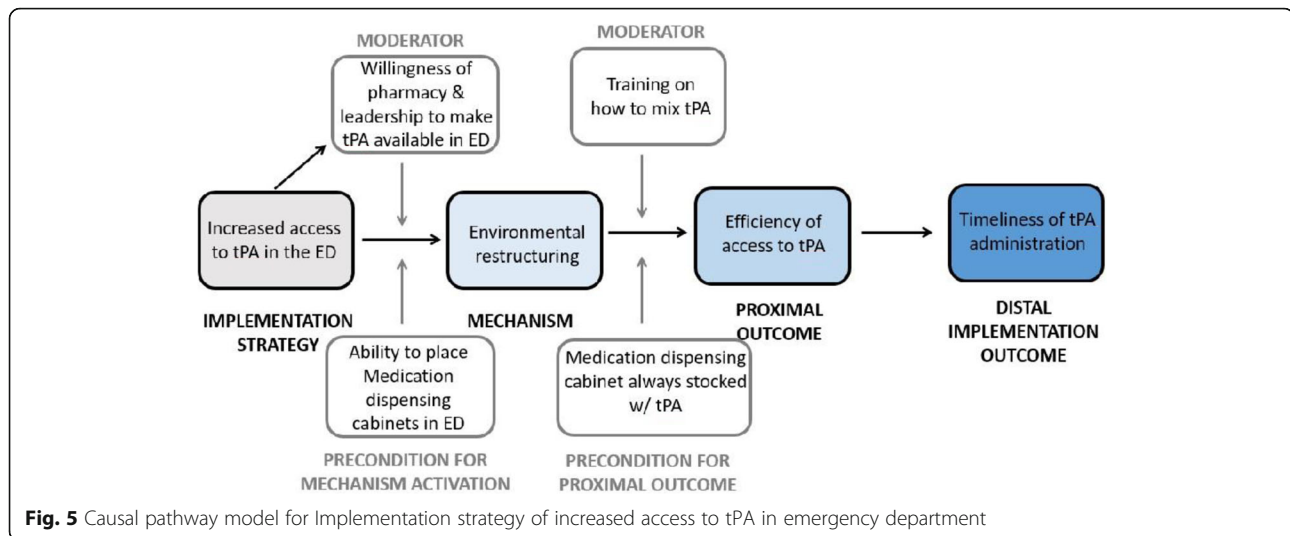 MODERATOR
Willingness of
pharmacy &
leadership to make
tPA available in ED
MODERATOR
Training on
how to mix tPA
Increased access
to tPA in the ED
IMPLEMENTATION
STRATEGY
Environmental
restructuring
MECHANISM
Efficiency of
access to tPA
PROXIMAL
OUTCOME
Timeliness of tPA
administration
DISTAL
IMPLEMENTATION
OUTCOME
Ability to place
Medication
dispensing
cabinets in ED
PRECONDITION FOR
MECHANISM ACTIVATION
Medication dispensing
cabinet always stocked
w/ tPA
PRECONDITION FOR
PROXIMAL OUTCOME
Fig. 5 Causal pathway model for Implementation strategy of increased access to tPA in emergency department